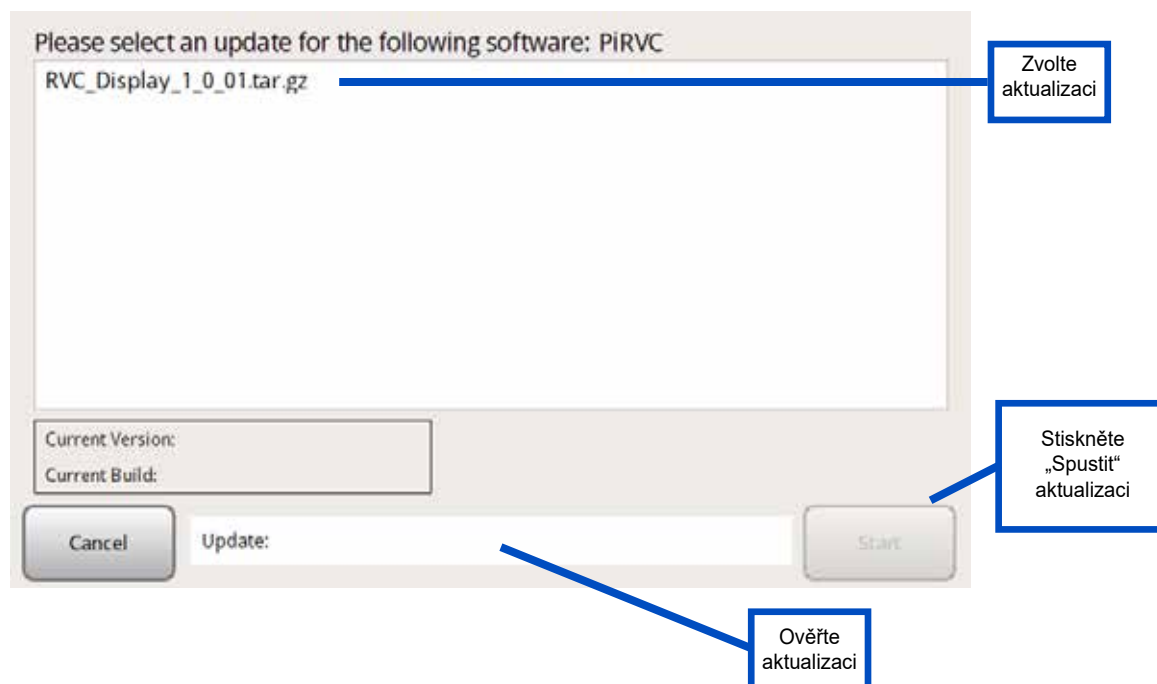 Please select an update for the following software: PiRVC
RVC_Display_1_0_01.tar.gz
Zvolte
aktualizaci
Current Version:
Current Build:
Stiskněte
„Spustit“
aktualizaci
Cancel
Update:
Start
Ověřte
aktualizaci